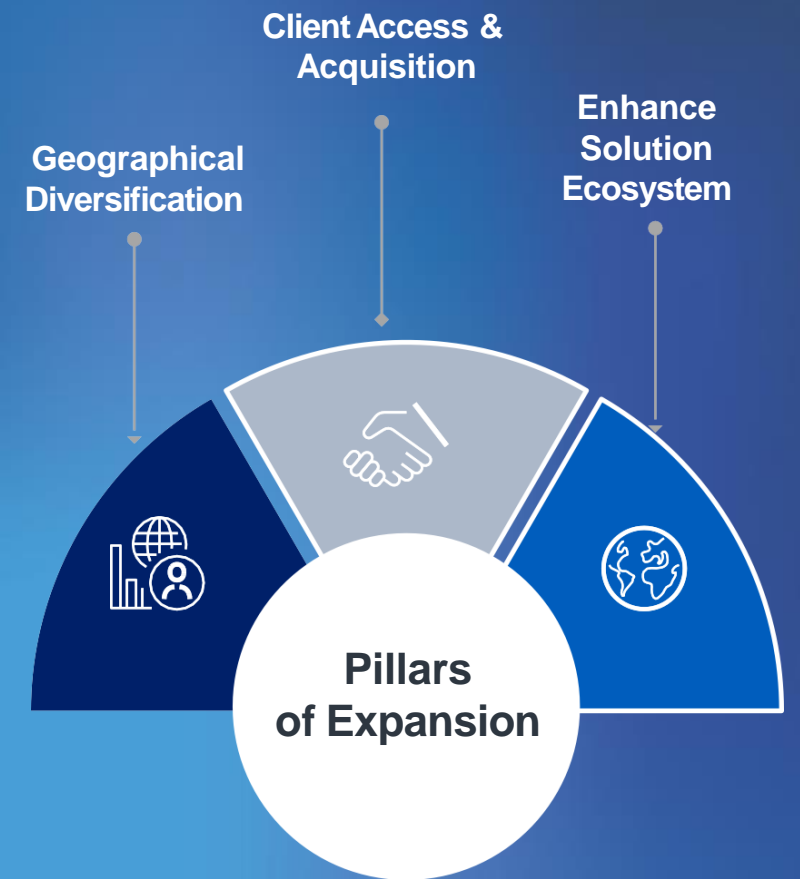 Client Access &
Acquisition
Enhance
Solution
Ecosystem
Geographical
Diversification
Pillars
of Expansion